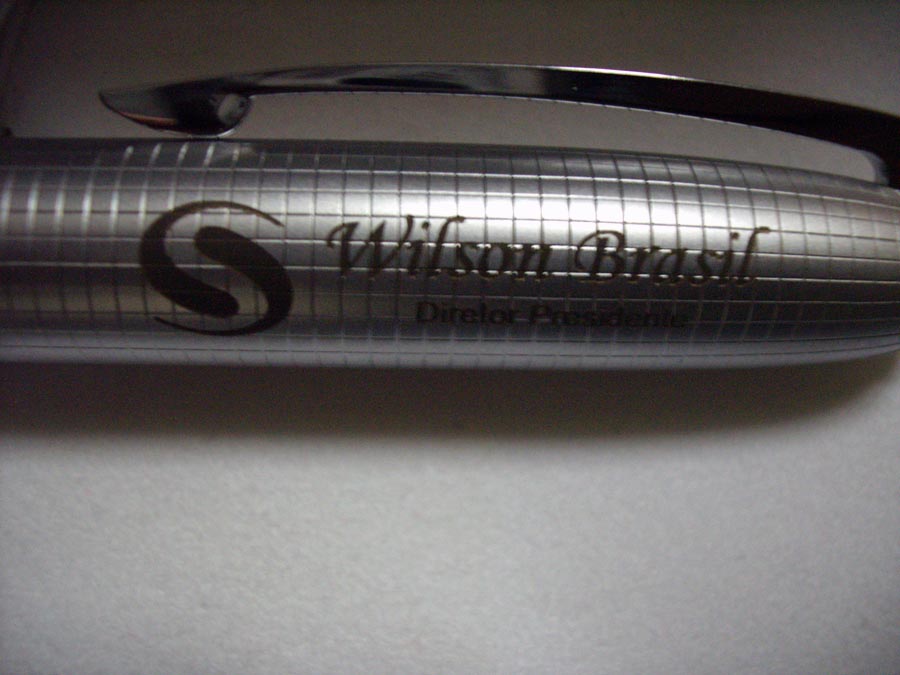 Wilson Brasil
Diretor Presidente